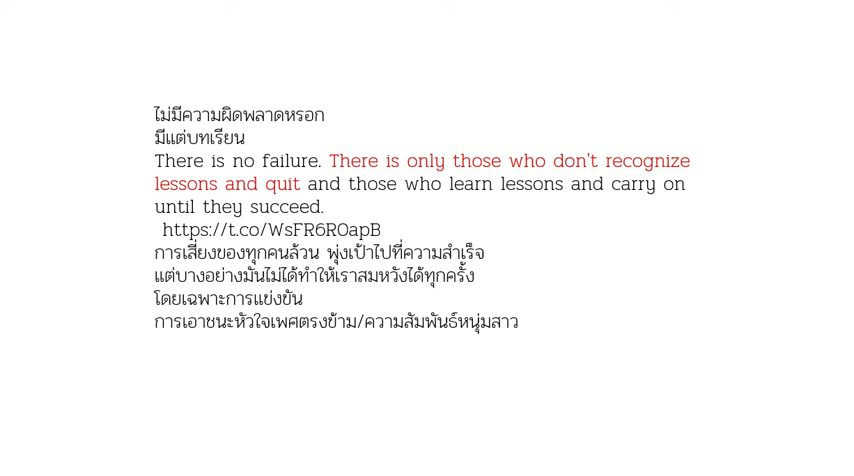 ไม่มีความผิดพลาดหรอก
มีแต่บทเรียน
There is no failure. There is only those who don't recognize
lessons and quit and those who learn lessons and carry on
until they succeed.
https://t.co/WsFR6ROapB
การเสี่ยงของทุกคนล้วน พุ่งเป้าไปที่ความสำเร็จ
แต่บางอย่างมันไม่ได้ทำให้เราสมหวังได้ทุกครั้ง
โดยเฉพาะการแข่งขัน
การเอาชนะหัวใจเพศตรงข้าม/ความสัมพันธ์หนุ่มสาว